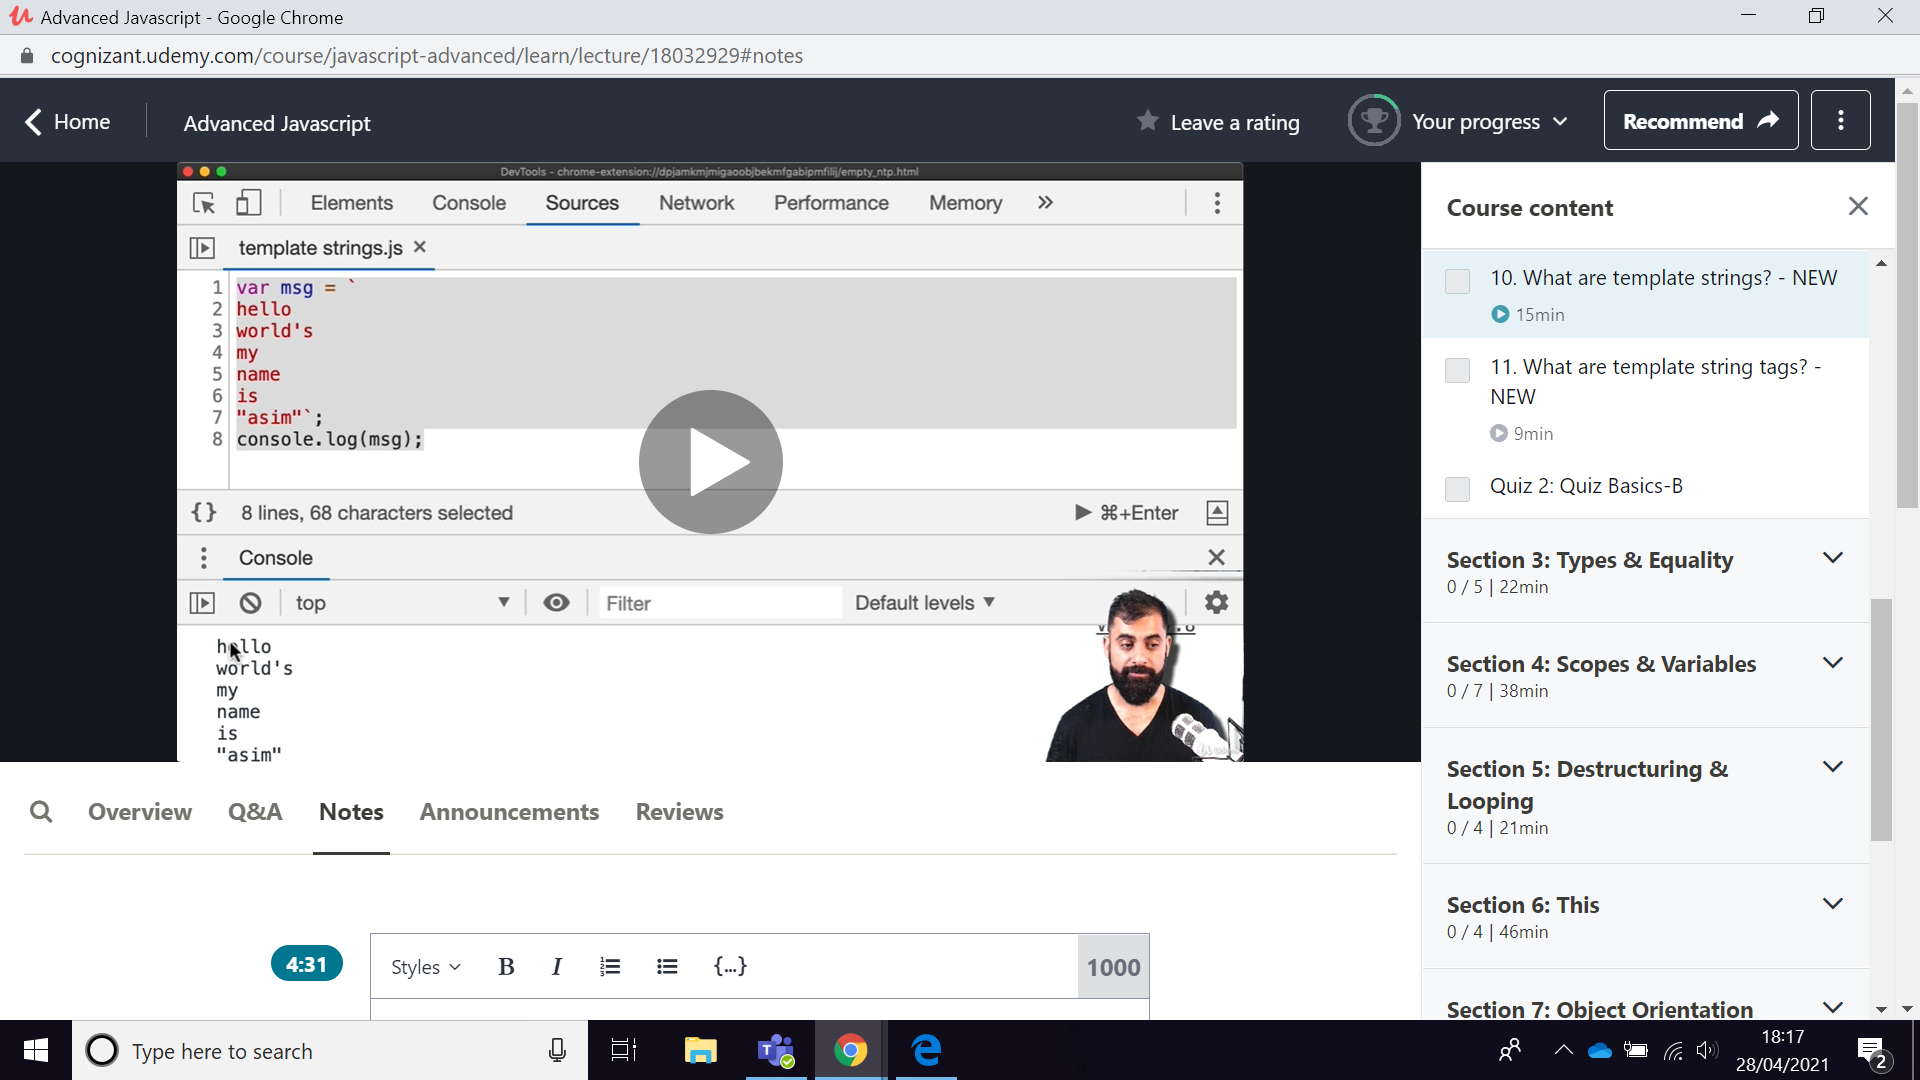 Advanced Javascript - Google Chrome
cognizant.udemy.com/course/javascript-advanced/learn/lecture/18032929#notes
Home
Advanced Javascript
Leave a rating
Your progress
Recommend
DevTools - chrome-extension://dpjamkmjmigaoobjbekmfgabipmfilij/empty_ntp.html
Elements Console Sources Network Performance Memory »
template strings.js ×
1 var msg = `
2 hello
3 world's
4 my
5 name
6 is
7 "asim"`;
8 console.log(msg);
{} 8 lines, 68 characters selected
⌘+Enter
Console
top
Filter
Default levels
hello
world's
my
name
is
"asim"
Course content
10. What are template strings? - NEW
15min
11. What are template string tags? -
NEW
9min
Quiz 2: Quiz Basics-B
Section 3: Types & Equality
0 / 5 | 22min
Section 4: Scopes & Variables
0 / 7 | 38min
Section 5: Destructuring &
Looping
0 / 4 | 21min
Section 6: This
0 / 4 | 46min
Section 7: Object Orientation
Overview Q&A Notes Announcements Reviews
4:31
Styles B I {...} 1000
Type here to search
18:17
28/04/2021
2